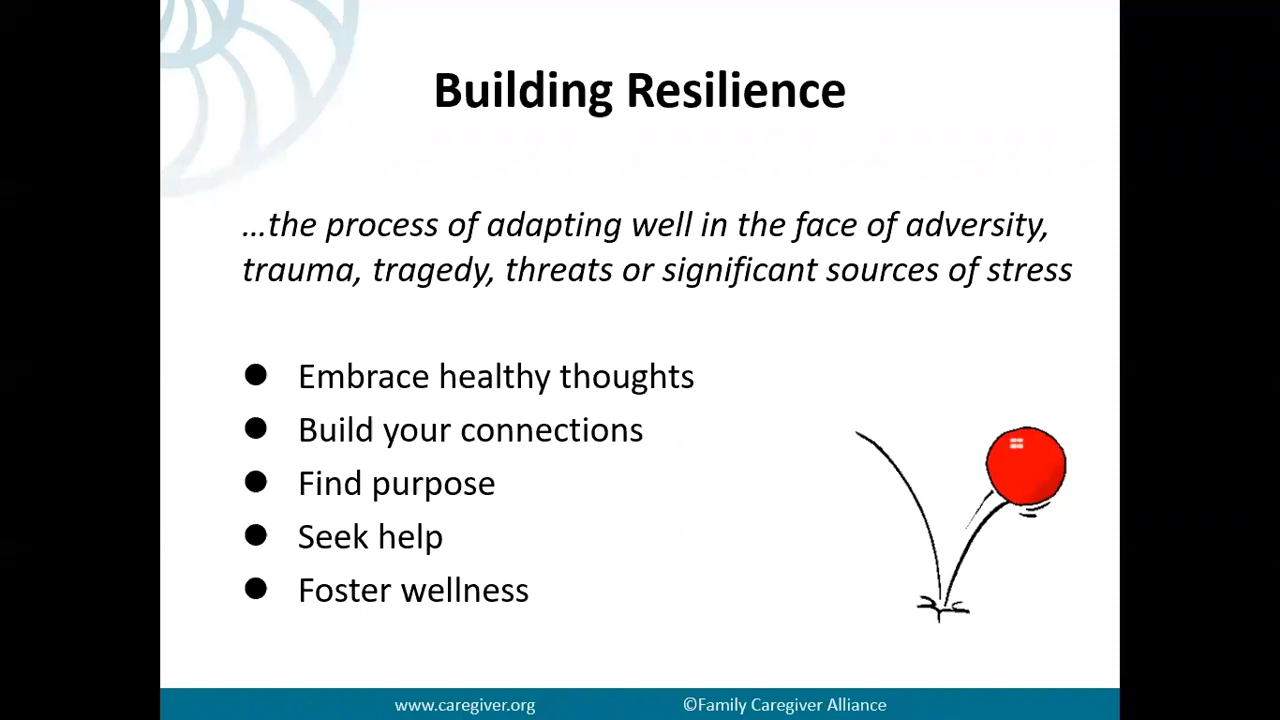 Building Resilience
…the process of adapting well in the face of adversity,
trauma, tragedy, threats or significant sources of stress
● Embrace healthy thoughts
● Build your connections
● Find purpose
● Seek help
● Foster wellness
www.caregiver.org ©Family Caregiver Alliance